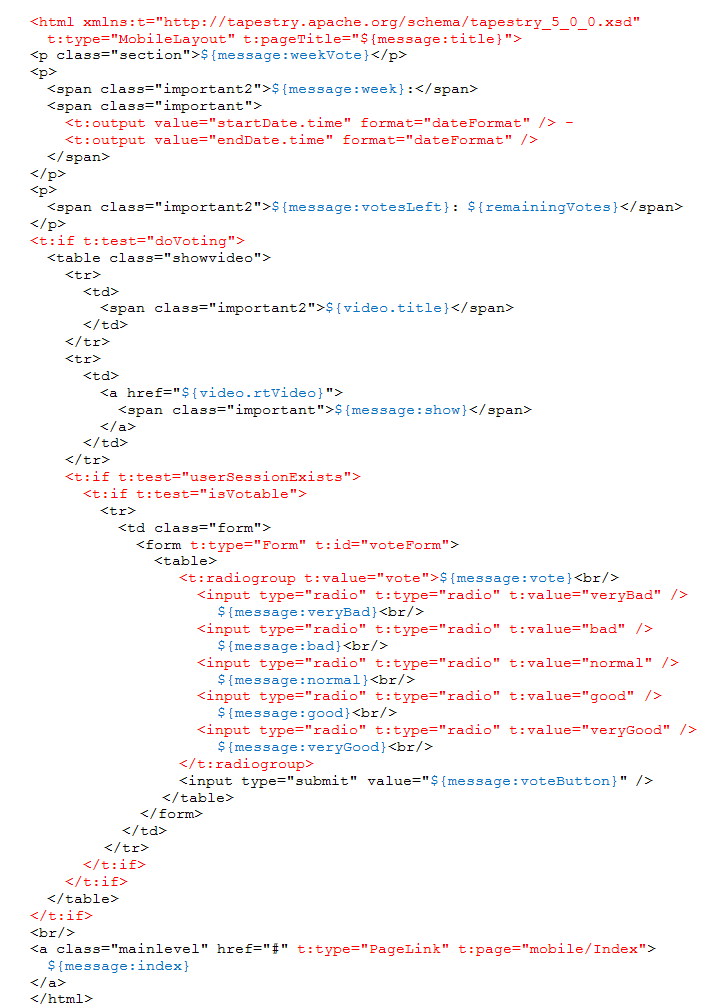 <html xmlns:t="http://tapestry.apache.org/schema/tapestry_5_0_0.xsd"
  t:type="MobileLayout" t:pageTitle="${message:title}">
<p class="section">${message:weekVote}</p>
<p>
  <span class="important2">${message:week}:</span>
  <span class="important">
    <t:output value="startDate.time" format="dateFormat" /> -
    <t:output value="endDate.time" format="dateFormat" />
  </span>
</p>
<p>
  <span class="important2">${message:votesLeft}: ${remainingVotes}</span>
</p>
<t:if t:test="doVoting">
  <table class="showvideo">
    <tr>
      <td>
        <span class="important2">${video.title}</span>
      </td>
    </tr>
    <tr>
      <td>
        <a href="${video.rtVideo}">
          <span class="important">${message:show}</span>
        </a>
      </td>
    </tr>
    <t:if t:test="userSessionExists">
      <t:if t:test="isVotable">
        <tr>
          <td class="form">
            <form t:type="Form" t:id="voteForm">
              <table>
                <t:radiogroup t:value="vote">${message:vote}<br/>
                  <input type="radio" t:type="radio" t:value="veryBad" />
                    ${message:veryBad}<br/>
                  <input type="radio" t:type="radio" t:value="bad" />
                    ${message:bad}<br/>
                  <input type="radio" t:type="radio" t:value="normal" />
                    ${message:normal}<br/>
                  <input type="radio" t:type="radio" t:value="good" />
                    ${message:good}<br/>
                  <input type="radio" t:type="radio" t:value="veryGood" />
                    ${message:veryGood}<br/>
                </t:radiogroup>
                <input type="submit" value="${message:voteButton}" />
              </table>
            </form>
          </td>
        </tr>
      </t:if>
    </t:if>
  </table>
</t:if>
<br/>
<a class="mainlevel" href="#" t:type="PageLink" t:page="mobile/Index">
  ${message:index}
</a>
</html>